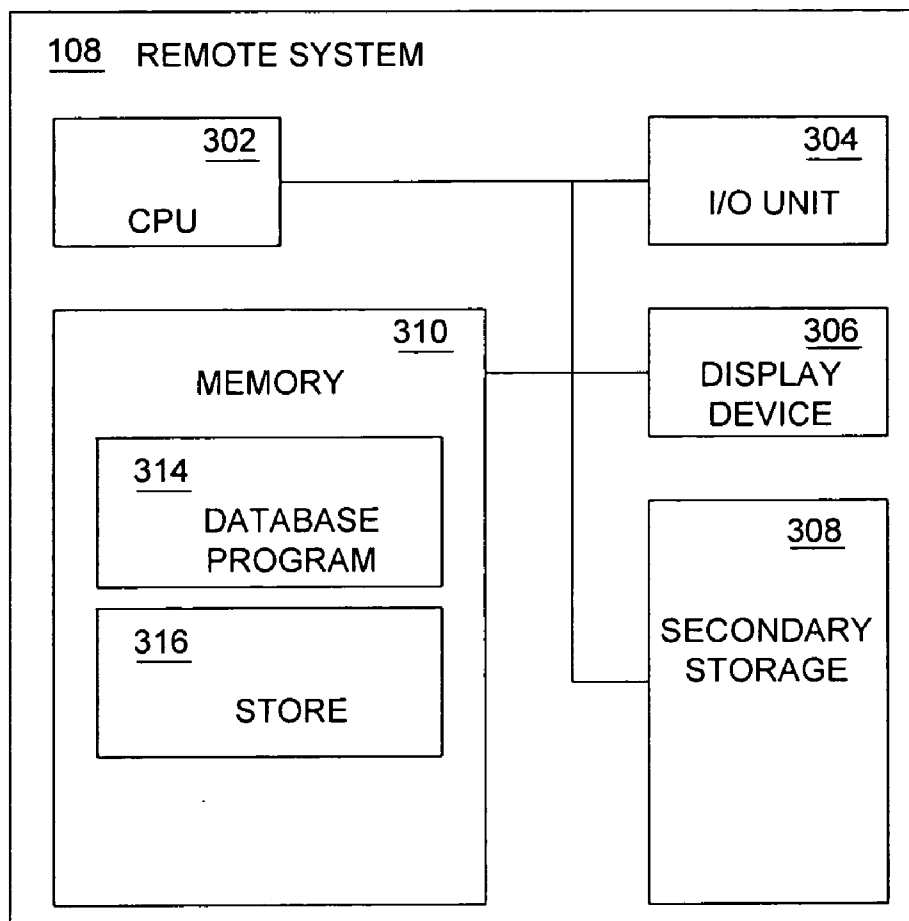 108 REMOTE SYSTEM
302
CPU
304
I/O UNIT
310
MEMORY
306
DISPLAY
DEVICE
314
DATABASE
PROGRAM
316
STORE
308
SECONDARY
STORAGE